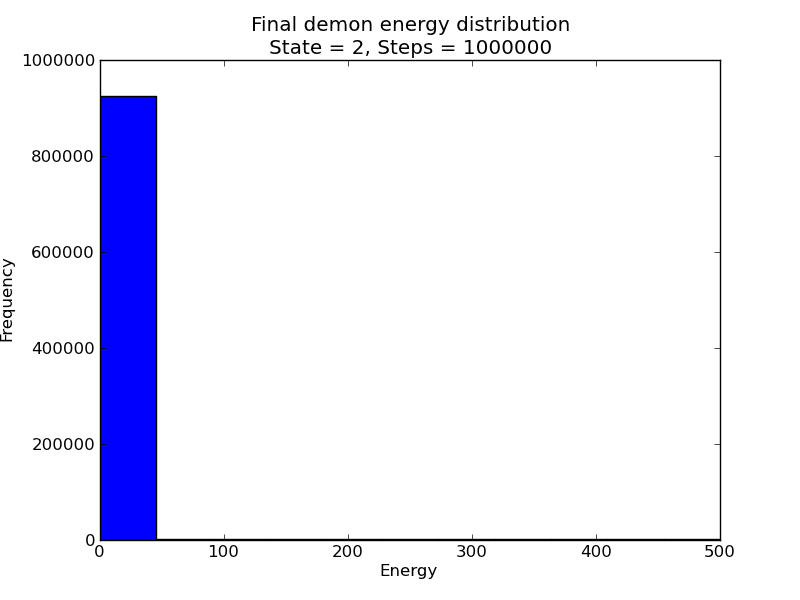 Final demon energy distribution
State = 2, Steps = 1000000
1000000
800000
600000
400000
200000
0
Frequency
0 100 200 300 400 500
Energy